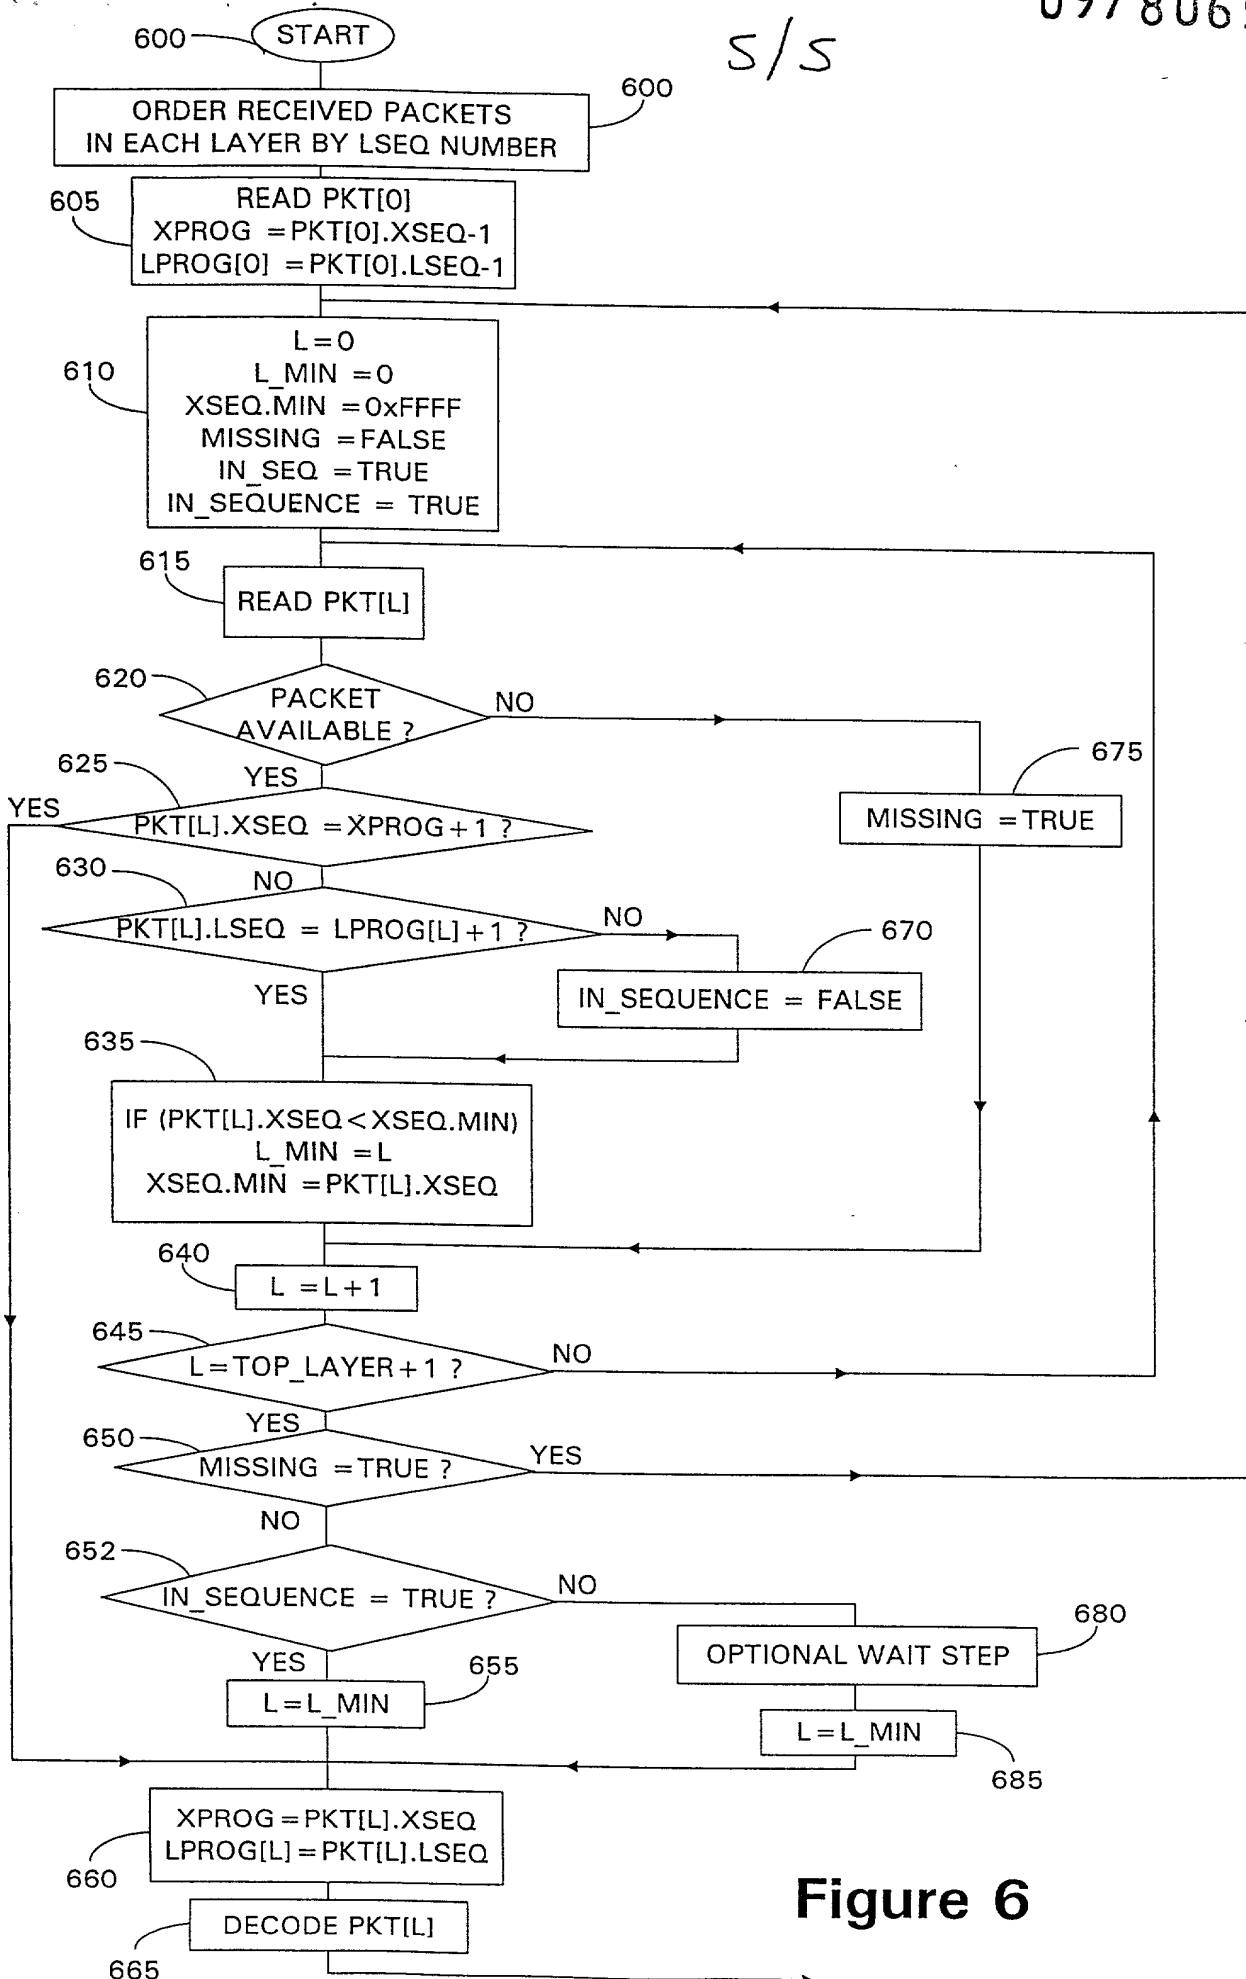 0978065
5/5
600
START
600
ORDER RECEIVED PACKETS
IN EACH LAYER BY LSEQ NUMBER
605
READ PKT[0]
XPROG =PKT[0].XSEQ-1
LPROG[0] =PKT[0].LSEQ-1
610
L=0
L_MIN =0
XSEQ.MIN =0xFFFF
MISSING =FALSE
IN_SEQ =TRUE
IN_SEQUENCE = TRUE
615
READ PKT[L]
620
PACKET
AVAILABLE ?
NO
YES
625
YES
PKT[L].XSEQ =XPROG+1 ?
675
MISSING =TRUE
630
NO
PKT[L].LSEQ = LPROG[L]+1 ?
NO
670
IN_SEQUENCE = FALSE
YES
635
IF (PKT[L].XSEQ<XSEQ.MIN)
L_MIN =L
XSEQ.MIN =PKT[L].XSEQ
640
L =L+1
645
L=TOP_LAYER+1 ?
NO
YES
650
MISSING =TRUE ?
YES
NO
652
IN_SEQUENCE = TRUE ?
NO
680
OPTIONAL WAIT STEP
YES
655
L=L_MIN
L=L_MIN
685
XPROG=PKT[L].XSEQ
LPROG[L]=PKT[L].LSEQ
660
DECODE PKT[L]
665
Figure 6